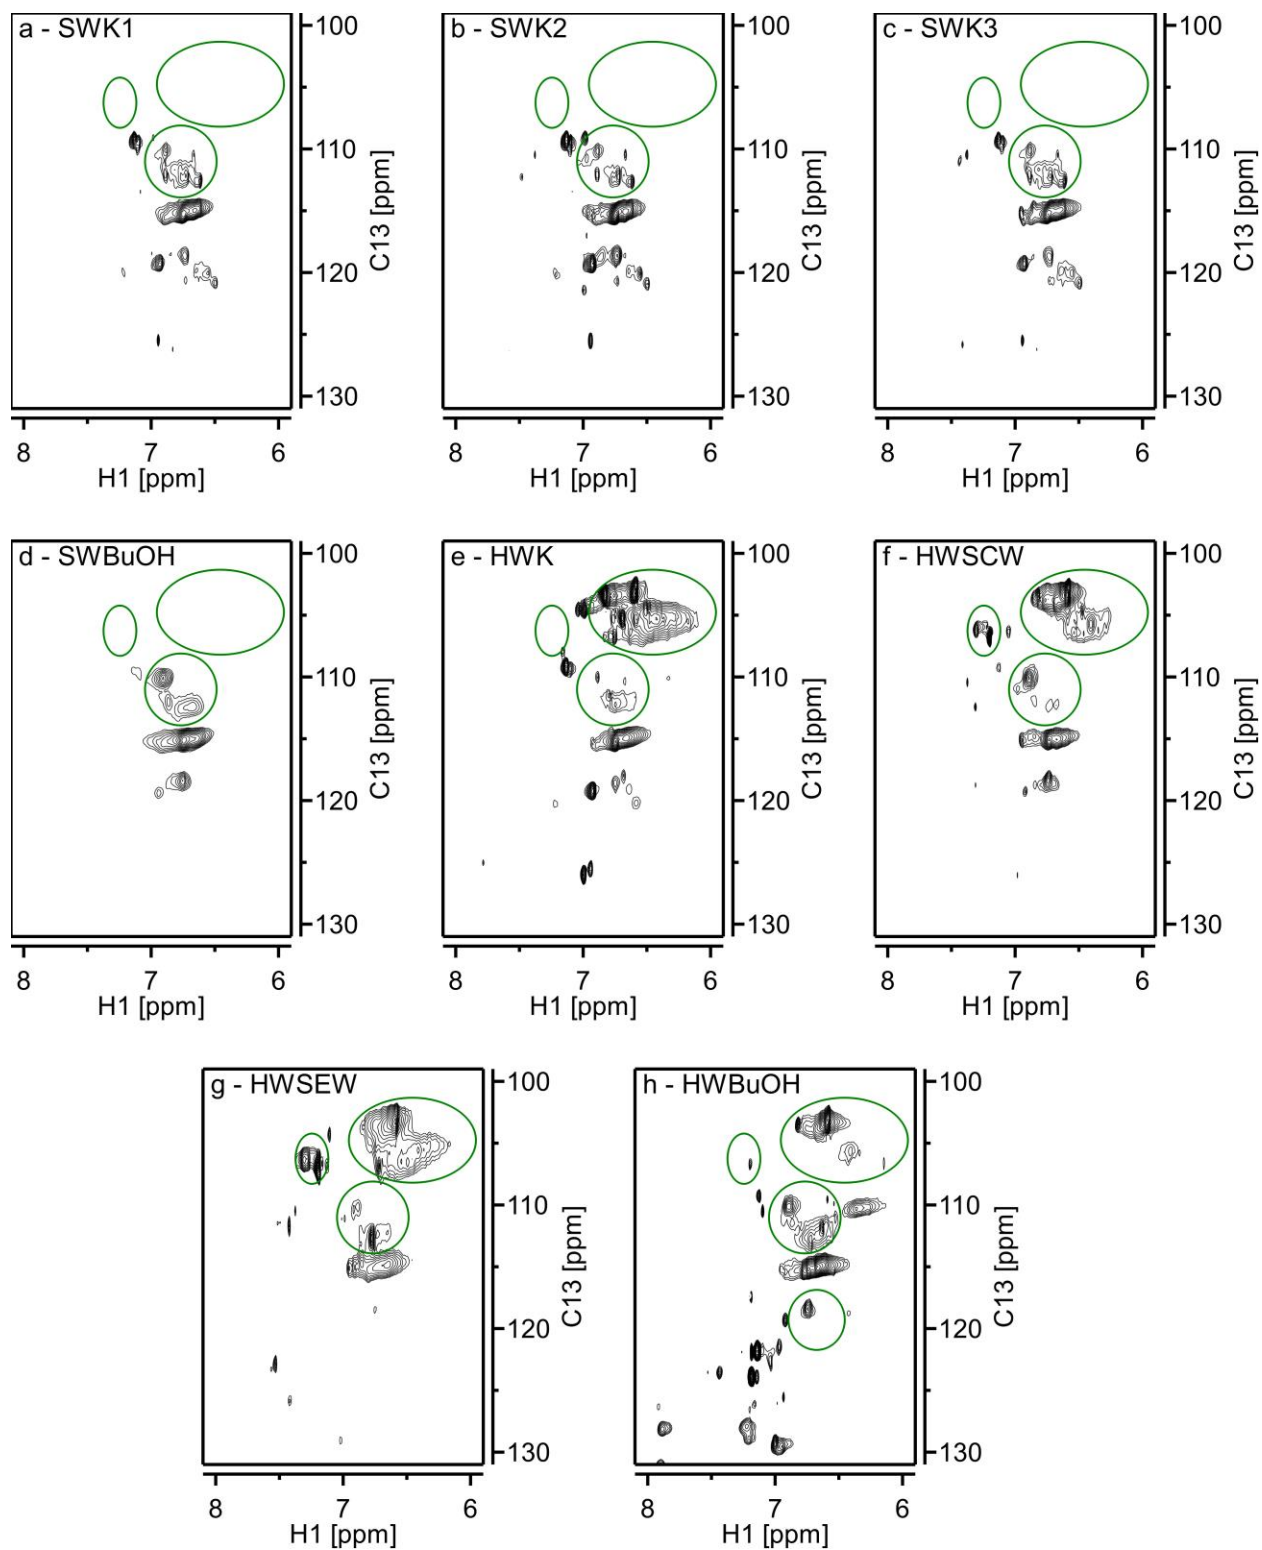 a - SWK1
100
110
120
130
C13 [ppm]
8 7 6
H1 [ppm]
b - SWK2
100
110
120
130
C13 [ppm]
8 7 6
H1 [ppm]
c - SWK3
100
110
120
130
C13 [ppm]
8 7 6
H1 [ppm]
d - SWBuOH
100
110
120
130
C13 [ppm]
8 7 6
H1 [ppm]
e - HWK
100
110
120
130
C13 [ppm]
8 7 6
H1 [ppm]
f - HWSCW
100
110
120
130
C13 [ppm]
8 7 6
H1 [ppm]
g - HWSEW
100
110
120
130
C13 [ppm]
8 7 6
H1 [ppm]
h - HWBuOH
100
110
120
130
C13 [ppm]
8 7 6
H1 [ppm]